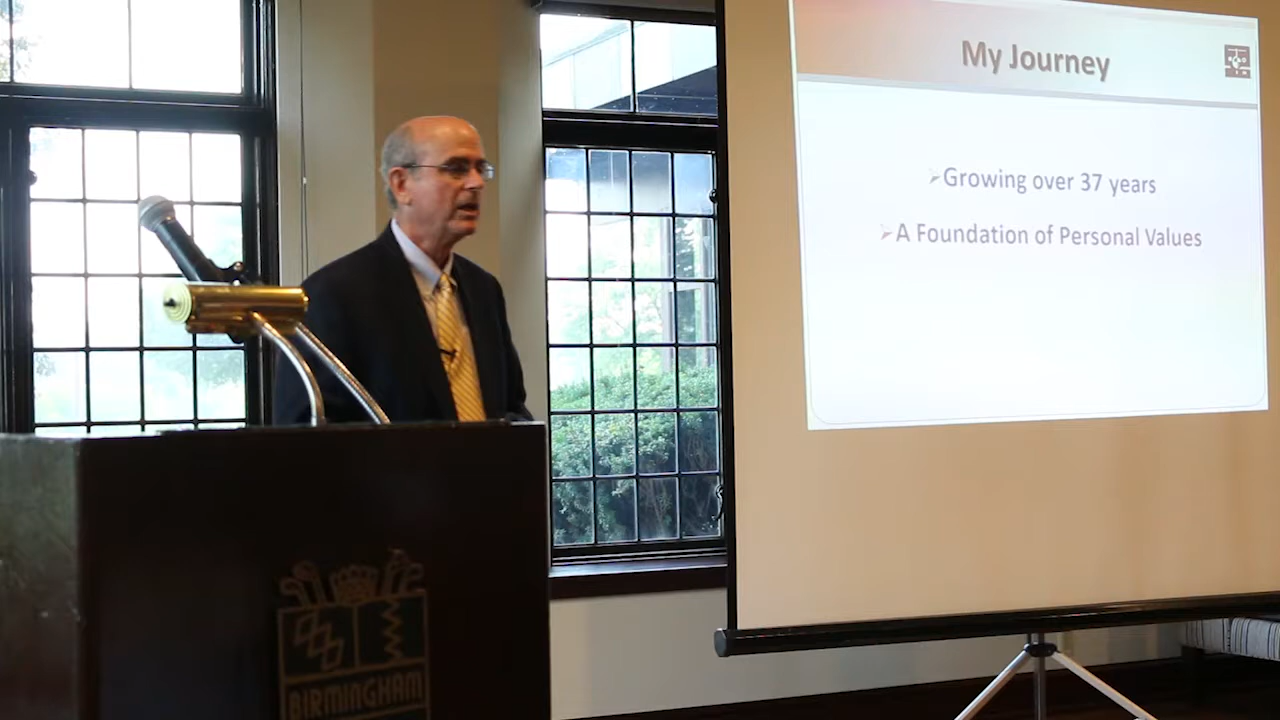 My Journey
➢Growing over 37 years
➢A Foundation of Personal Values
BIRMINGHAM